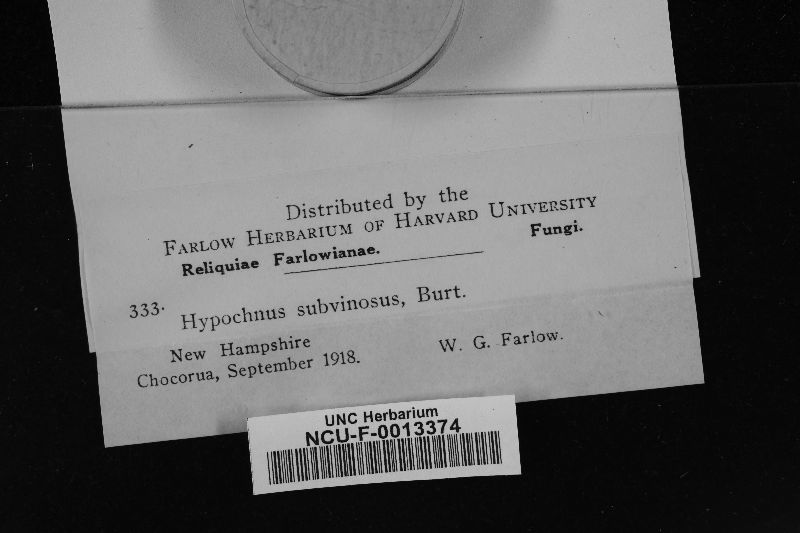 Distributed by the
FARLOW HERBARIUM OF HARVARD UNIVERSITY
Reliquiae Farlowianae. Fungi.
333. Hypochnus subvinosus, Burt.
New Hampshire
Chocorua, September 1918. W. G. Farlow.
UNC Herbarium
NCU-F-0013374